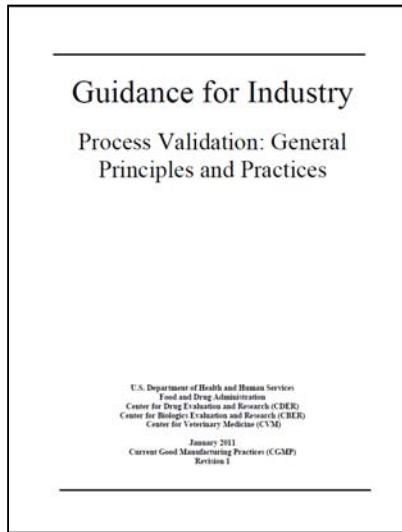 Guidance for Industry
Process Validation: General
Principles and Practices
U.S. Department of Health and Human Services
Food and Drug Administration
Center for Drug Evaluation and Research (CDER)
Center for Biologics Evaluation and Research (CBER)
Center for Veterinary Medicine (CVM)
January 2011
Current Good Manufacturing Practices (CGMP)
Revision 1